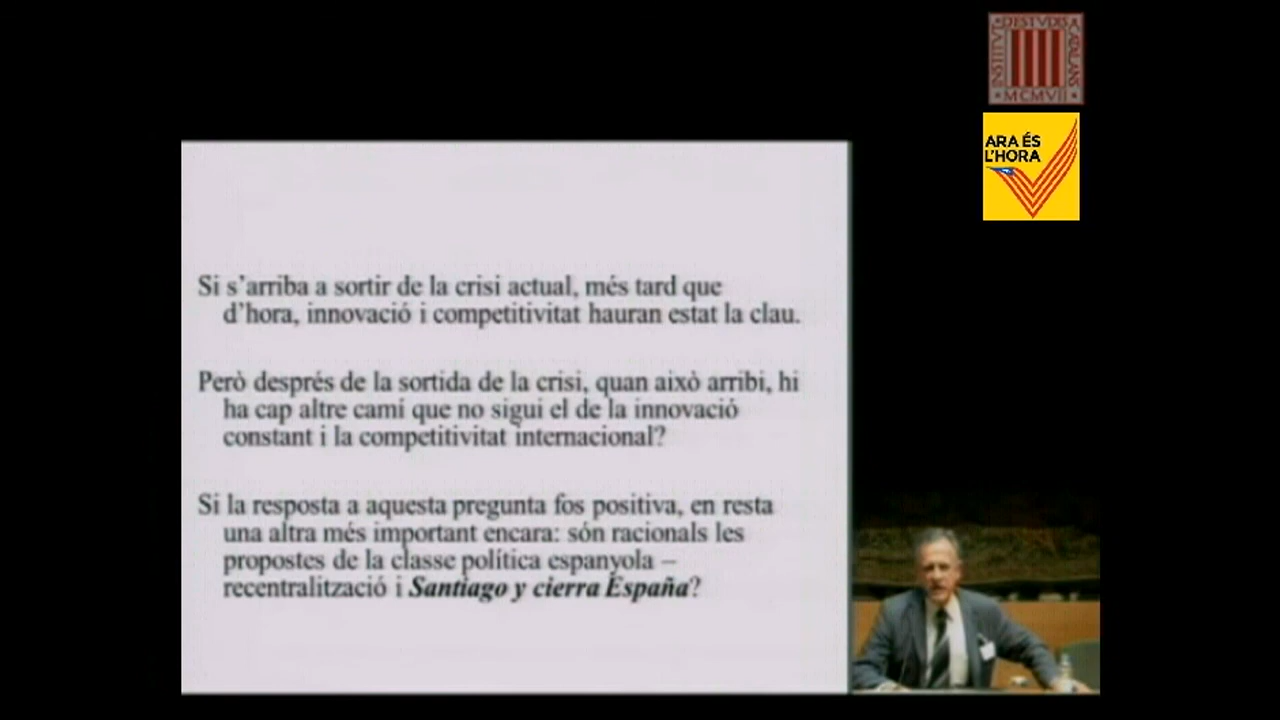 INSTITVT
D'ESTVDIS
CATALANS
MCMVII
ARA ÉS
L'HORA
Si s'arriba a sortir de la crisi actual, més tard que
d'hora, innovació i competitivitat hauran estat la clau.
Però després de la sortida de la crisi, quan això arribi, hi
ha cap altre camí que no sigui el de la innovació
constant i la competitivitat internacional?
Si la resposta a aquesta pregunta fos positiva, en resta
una altra més important encara: són racionals les
propostes de la classe política espanyola –
recentralització i Santiago y cierra España?